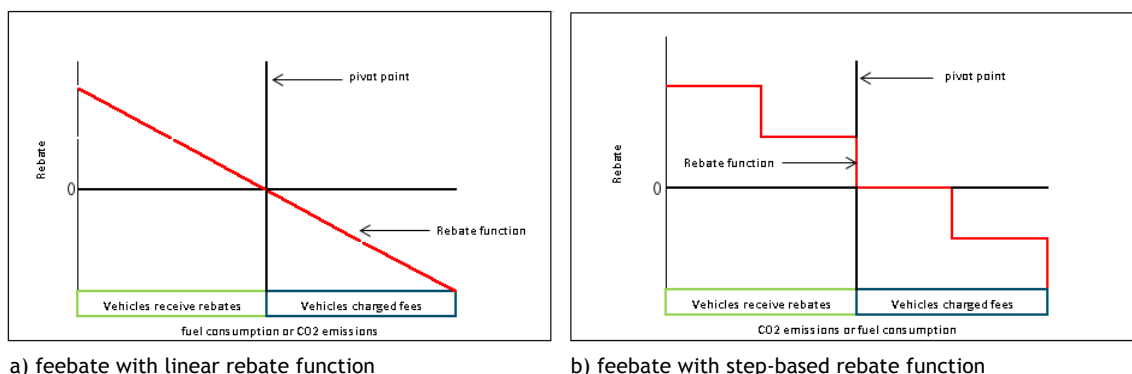 pivot point
Rebate
0
Rebate function
Vehicles receive rebates
Vehicles charged fees
fuel consumption or CO2 emissions
a) feebate with linear rebate function
pivot point
Rebate function
Rebate
0
Vehicles receive rebates
Vehicles charged fees
CO2 emissions or fuel consumption
b) feebate with step-based rebate function